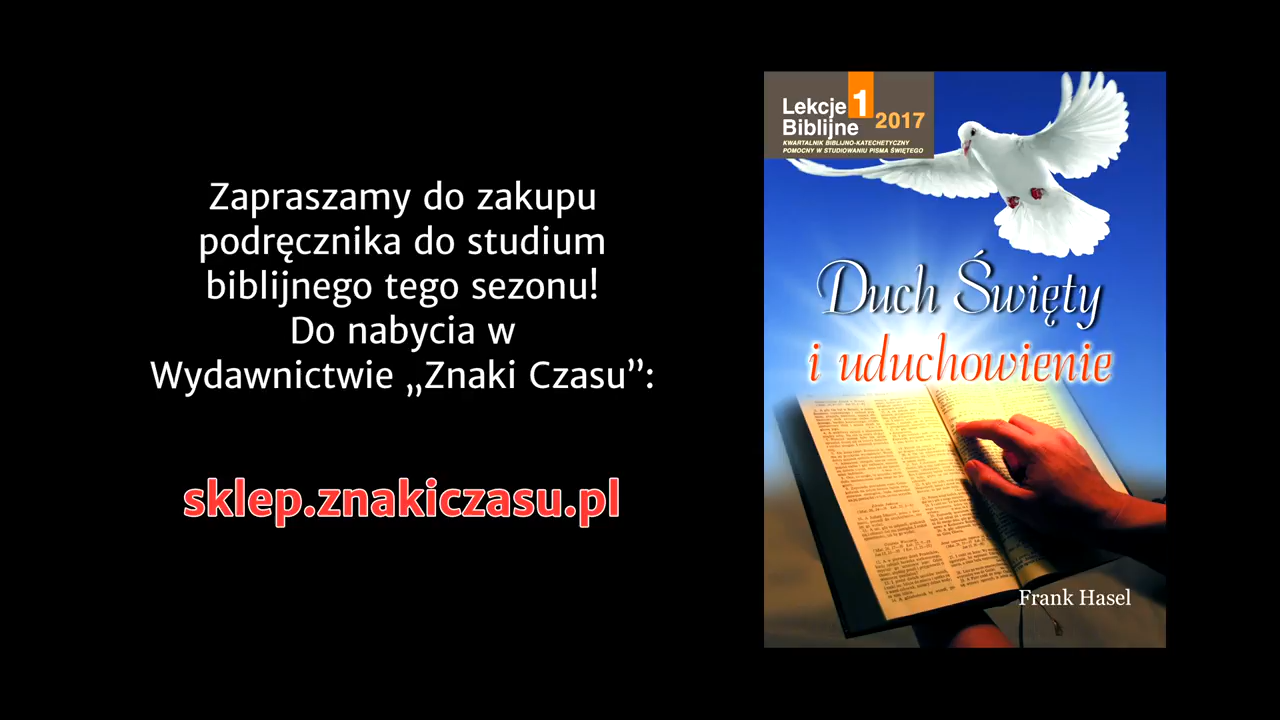 Zapraszamy do zakupu
podręcznika do studium
biblijnego tego sezonu!
Do nabycia w
Wydawnictwie „Znaki Czasu”:
sklep.znakiczasu.pl
Lekcje 1
Biblijne 2017
KWARTALNIK BIBLIJNO-KATECHETYCZNY
POMOCNY W STUDIOWANIU PISMA ŚWIĘTEGO
Duch Święty
i uduchowienie
Frank Hasel